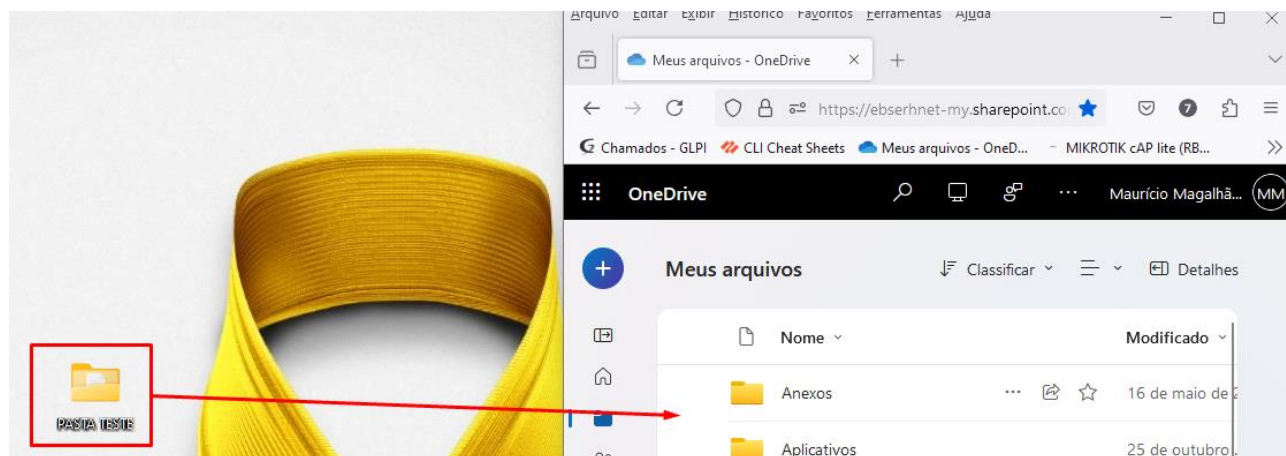 Arquivo Editar Exibir Histórico Favoritos Ferramentas Ajuda
Meus arquivos - OneDrive
https://ebserhnet-my.sharepoint.co
7
Chamados - GLPI CLI Cheat Sheets Meus arquivos - OneD... MIKROTIK cAP lite (RB...
OneDrive Maurício Magalhã... MM
Meus arquivos Classificar Detalhes
Nome Modificado
Anexos 16 de maio de 2
PASTA TESTE
Aplicativos 25 de outubro